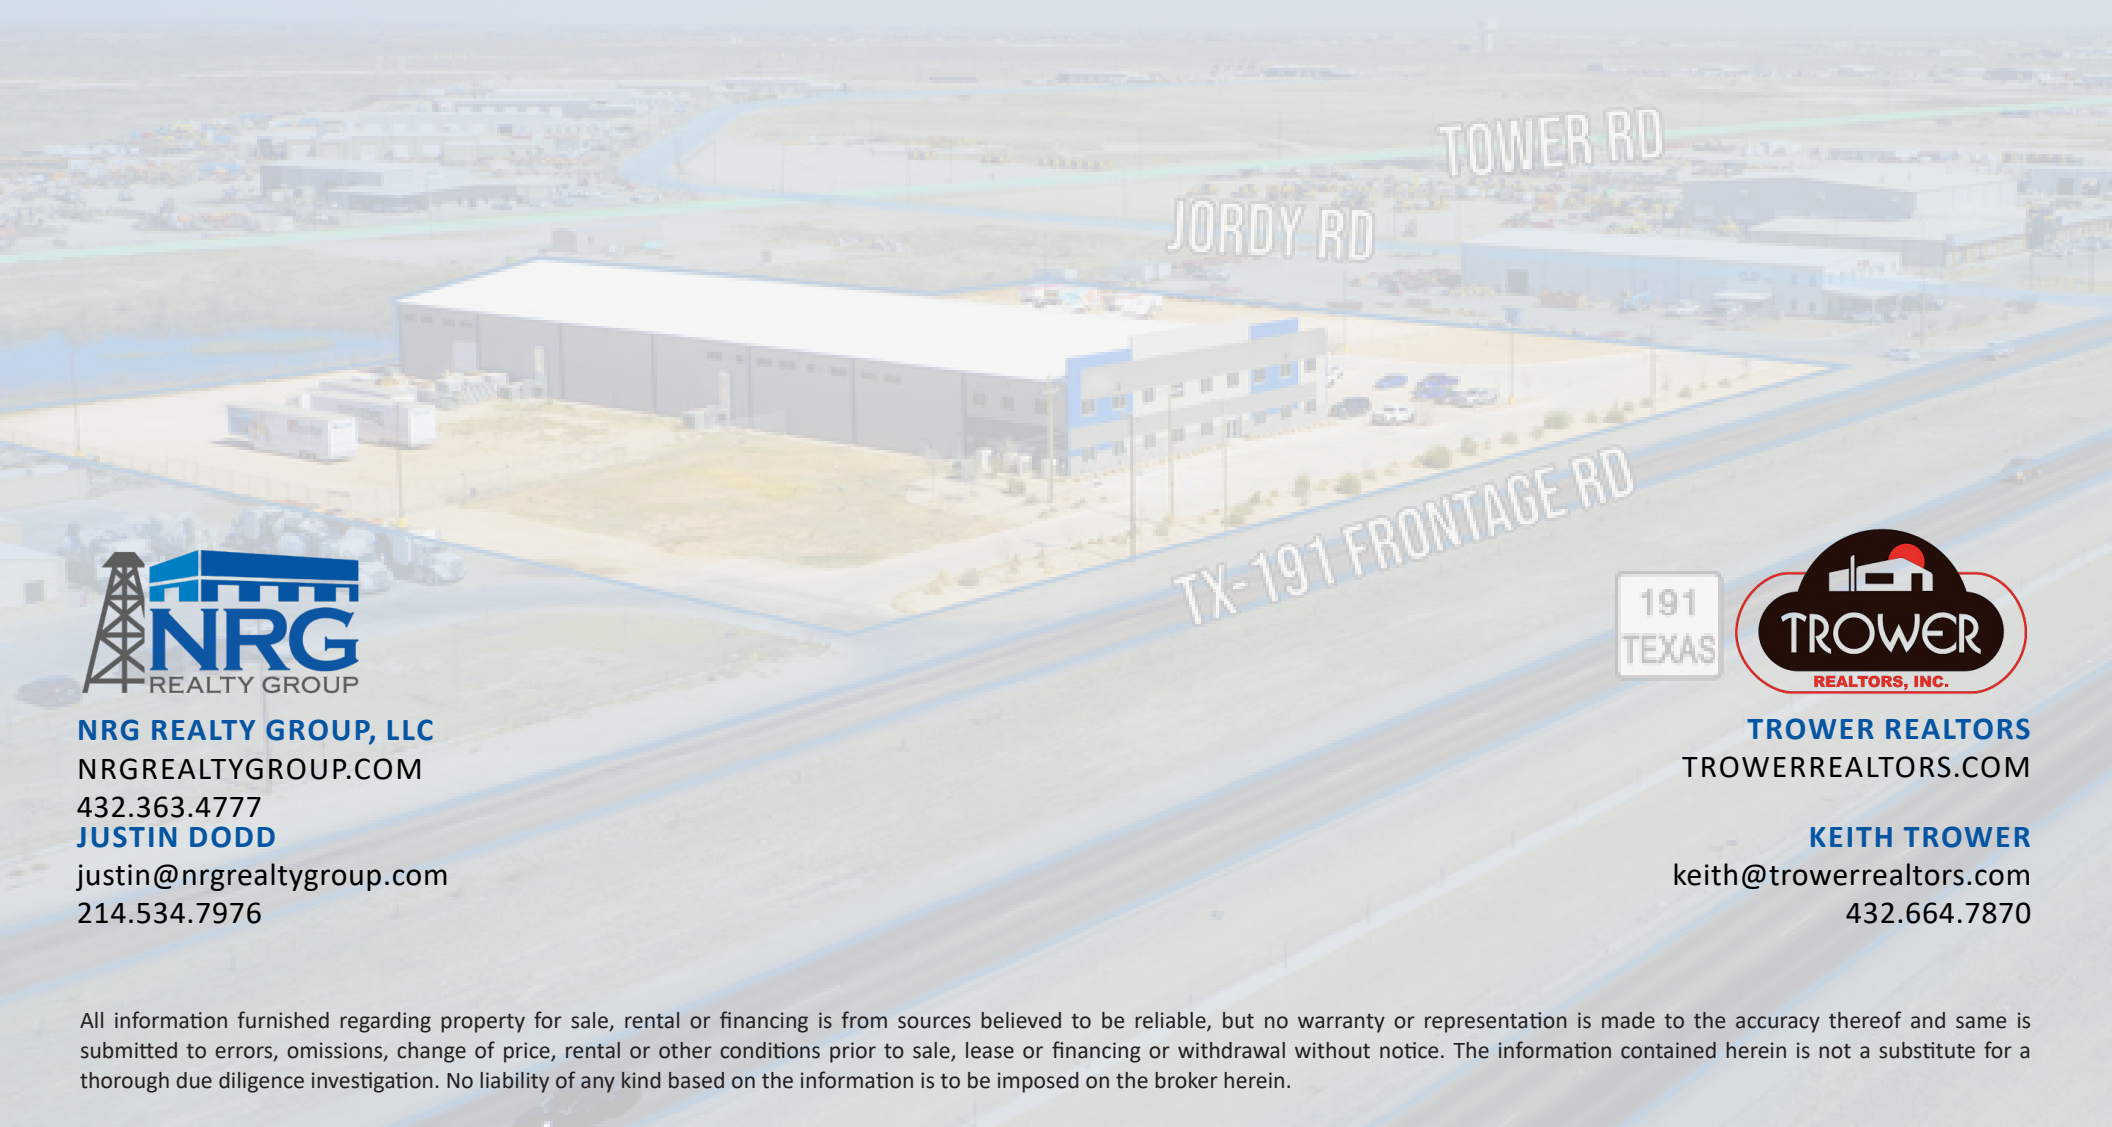 TOWER RD
JORDY RD
TX-191 FRONTAGE RD
191
TEXAS
NRG
REALTY GROUP
TROWER
REALTORS, INC.
NRG REALTY GROUP, LLC
NRGREALTYGROUP.COM
432.363.4777
JUSTIN DODD
justin@nrgrealtygroup.com
214.534.7976
TROWER REALTORS
TROWERREALTORS.COM
KEITH TROWER
keith@trowerrealtors.com
432.664.7870
All information furnished regarding property for sale, rental or financing is from sources believed to be reliable, but no warranty or representation is made to the accuracy thereof and same is
submitted to errors, omissions, change of price, rental or other conditions prior to sale, lease or financing or withdrawal without notice. The information contained herein is not a substitute for a
thorough due diligence investigation. No liability of any kind based on the information is to be imposed on the broker herein.